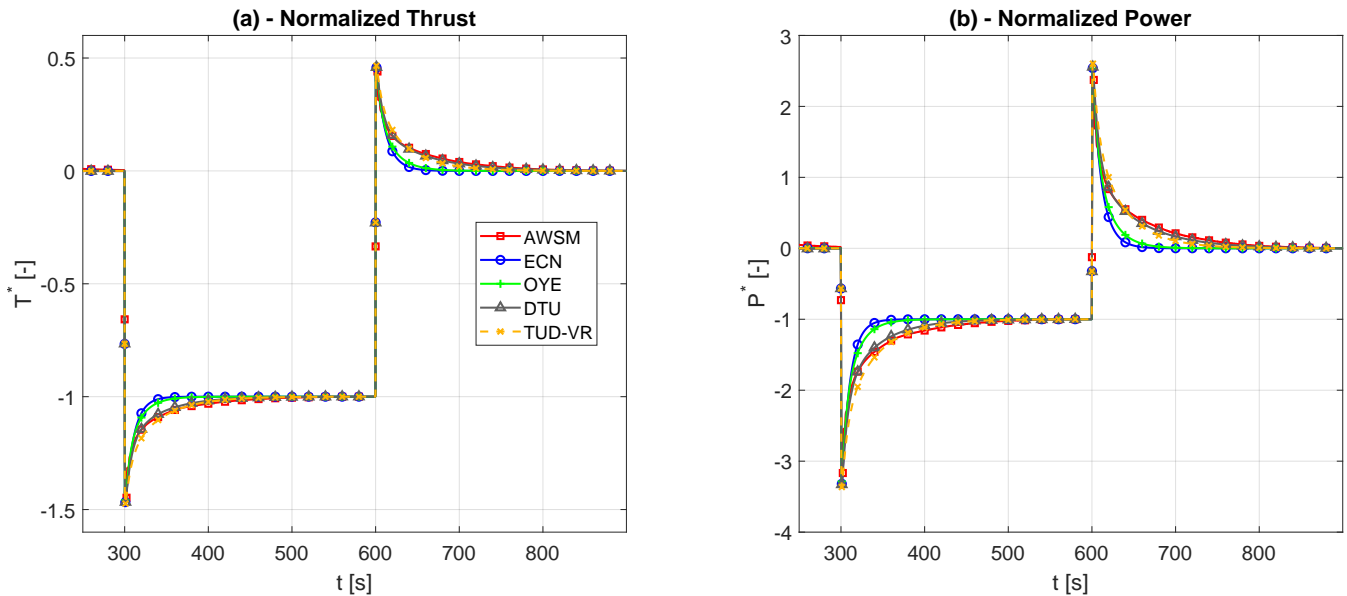 (a) - Normalized Thrust
0.5
0
-0.5
-1
-1.5
T* [-]
300 400 500 600 700 800
t [s]
AWSM
ECN
OYE
DTU
TUD-VR
(b) - Normalized Power
3
2
1
0
-1
-2
-3
-4
P* [-]
300 400 500 600 700 800
t [s]